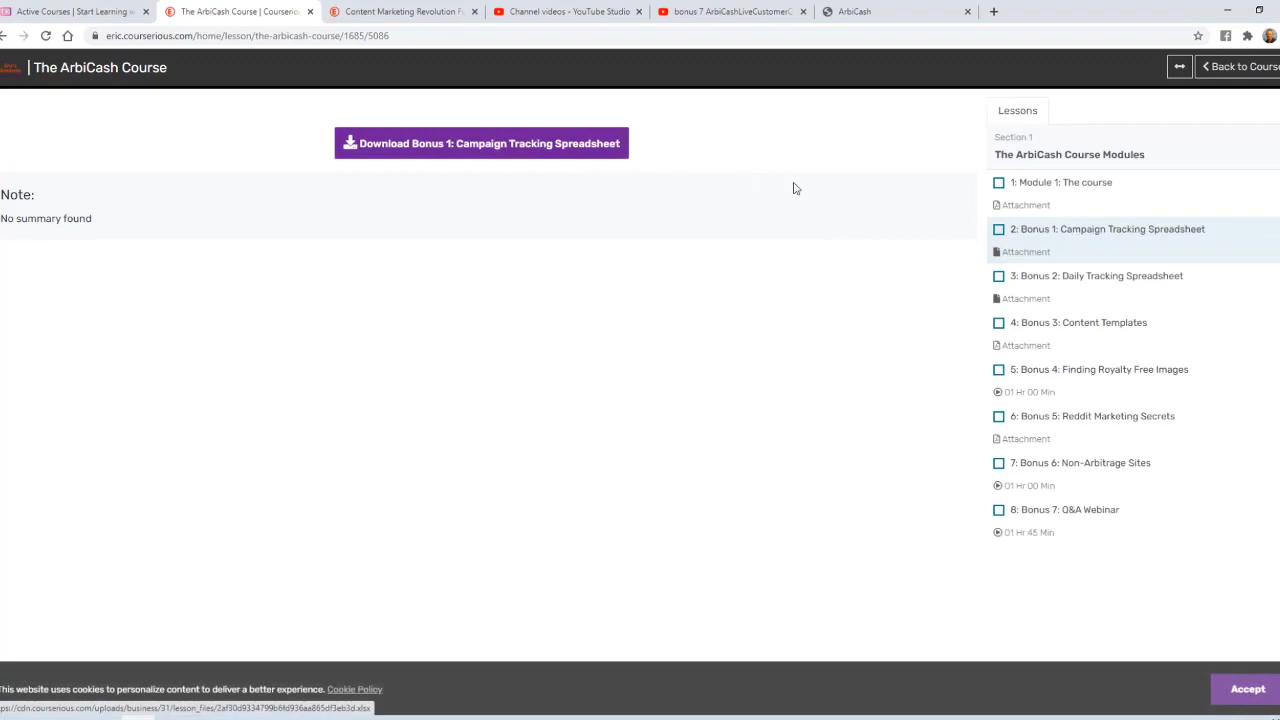 Active Courses | Start Learning w
The ArbiCash Course | Courserio
Content Marketing Revolution F
Channel videos - YouTube Studio
bonus 7 ArbiCashLiveCustomerC
ArbiCash
eric.courserious.com/home/lesson/the-arbicash-course/1685/5086
| The ArbiCash Course
Back to Cours
Download Bonus 1: Campaign Tracking Spreadsheet
Note:
No summary found
Lessons
Section 1
The ArbiCash Course Modules
1: Module 1: The course
Attachment
2: Bonus 1: Campaign Tracking Spreadsheet
Attachment
3: Bonus 2: Daily Tracking Spreadsheet
Attachment
4: Bonus 3: Content Templates
Attachment
5: Bonus 4: Finding Royalty Free Images
01 Hr 00 Min
6: Bonus 5: Reddit Marketing Secrets
Attachment
7: Bonus 6: Non-Arbitrage Sites
01 Hr 00 Min
8: Bonus 7: Q&A Webinar
01 Hr 45 Min
This website uses cookies to personalize content to deliver a better experience. Cookie Policy
Accept
tps://cdn.courserious.com/uploads/business/31/lesson_files/2af30d9334799b6fd936aa865df3eb3d.xlsx